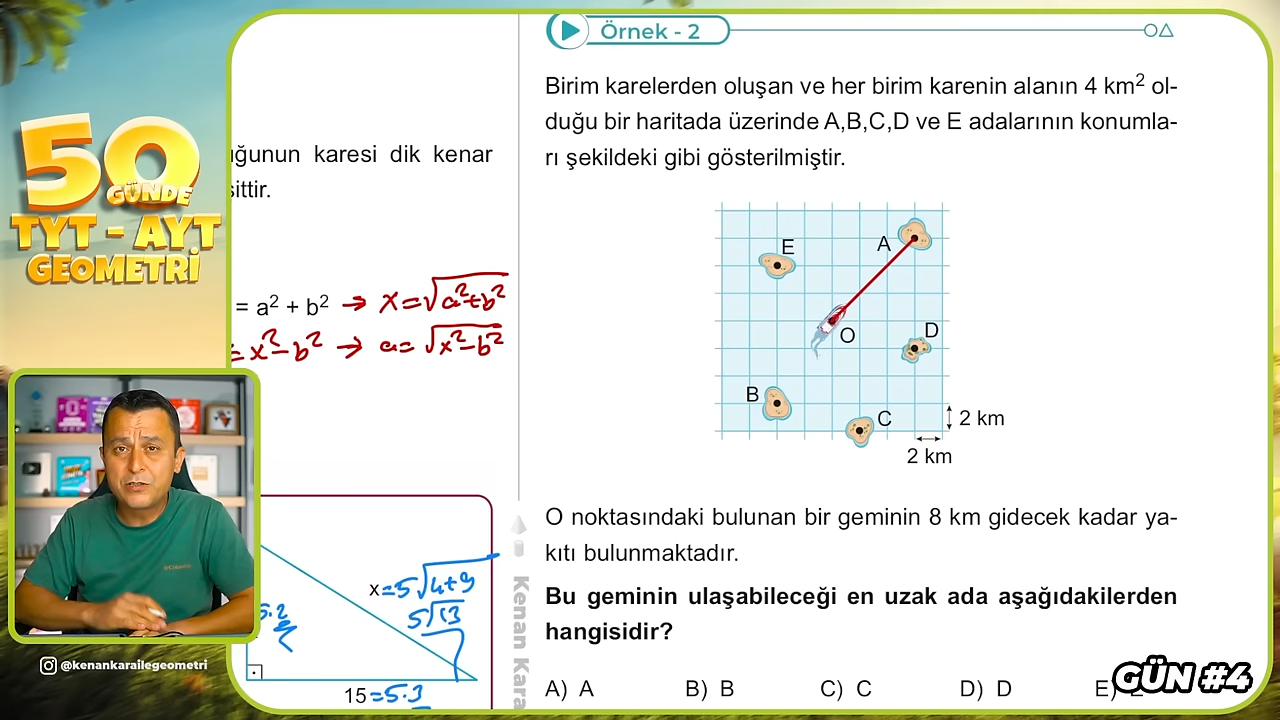 50
GÜNDE
TYT - AYT
GEOMETRİ
ğunun karesi dik kenar
sittir.
= a² + b² → x = √a²+b²
= x² - b² → a = √x² - b²
x = 5√4+9
5√13
5.2
15 = 5.3
Kenan Kara
Örnek - 2
Birim karelerden oluşan ve her birim karenin alanın 4 km² ol-
duğu bir haritada üzerinde A,B,C,D ve E adalarının konumla-
rı şekildeki gibi gösterilmiştir.
E
A
O
D
B
C
2 km
2 km
O noktasındaki bulunan bir geminin 8 km gidecek kadar ya-
kıtı bulunmaktadır.
Bu geminin ulaşabileceği en uzak ada aşağıdakilerden
hangisidir?
A) A B) B C) C D) D E)
GÜN #4
@kenankarailegeometri